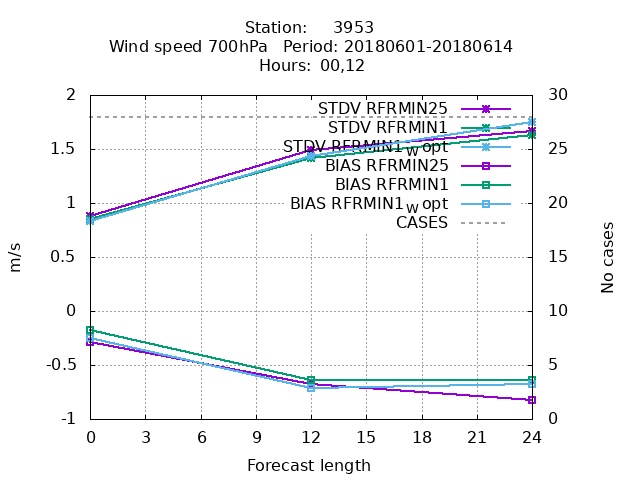 Station: 3953
Wind speed 700hPa Period: 20180601-20180614
Hours: 00,12
2
1.5
1
0.5
0
-0.5
-1
30
25
20
15
10
5
0
STDV RFRMIN25
STDV RFRMIN1
STDV RFRMIN1w opt
BIAS RFRMIN25
BIAS RFRMIN1
BIAS RFRMIN1w opt
CASES
m/s
No cases
0 3 6 9 12 15 18 21 24
Forecast length